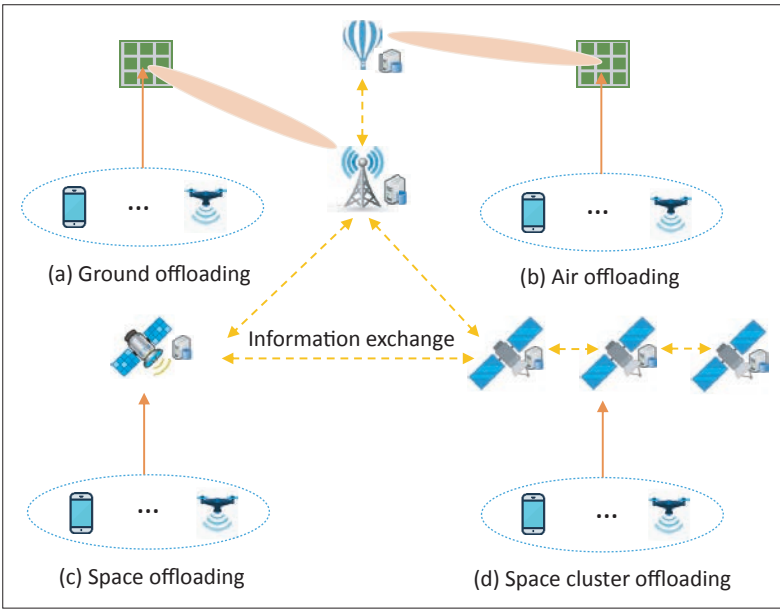 ...
...
(a) Ground offloading
(b) Air offloading
Information exchange
...
...
(c) Space offloading
(d) Space cluster offloading